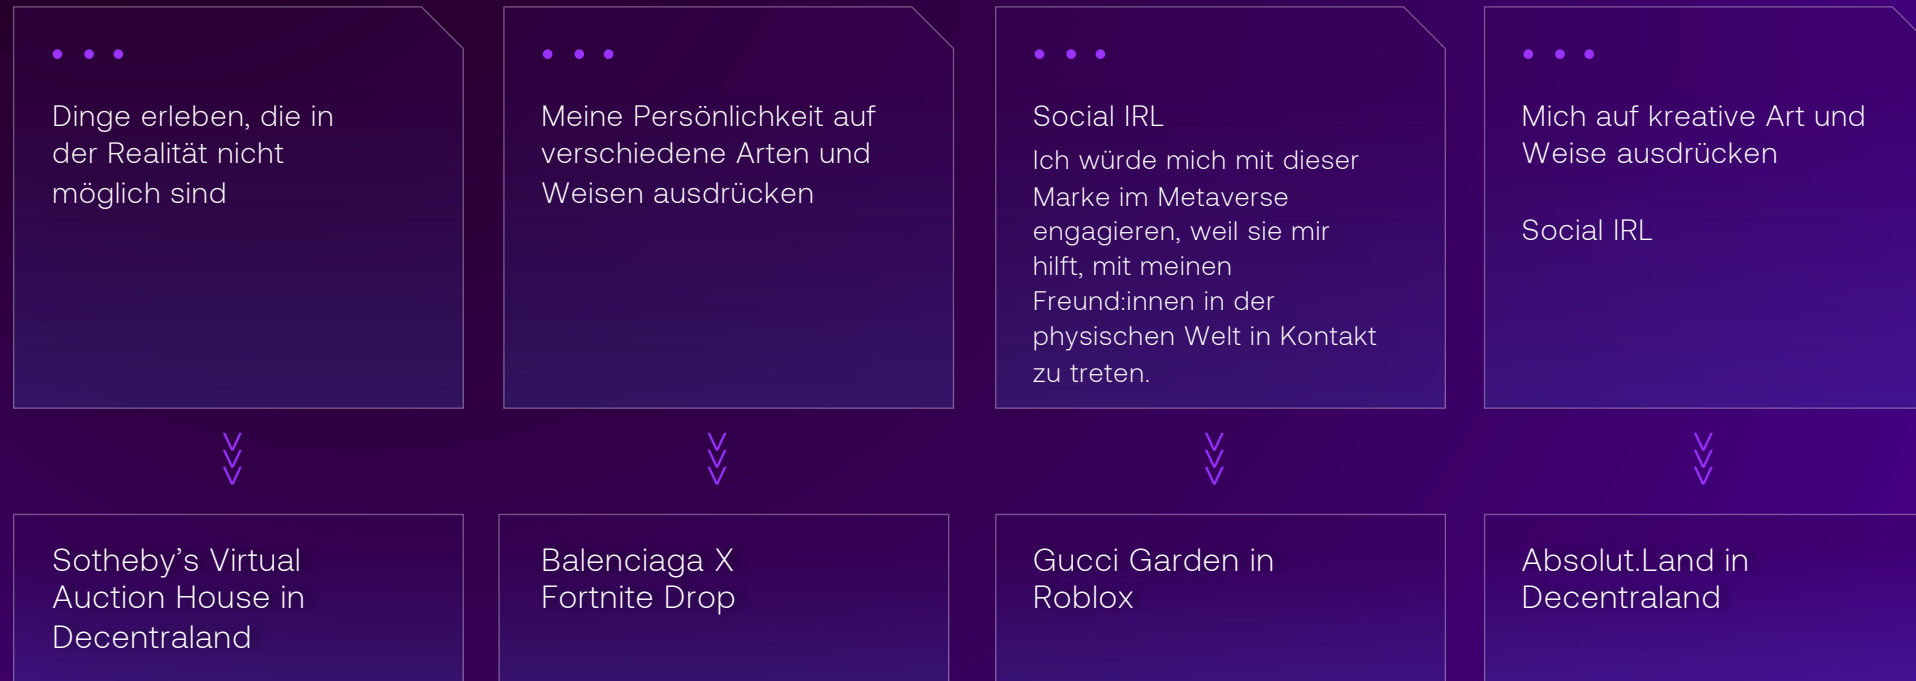 Dinge erleben, die in
der Realität nicht
möglich sind
Meine Persönlichkeit auf
verschiedene Arten und
Weisen ausdrücken
Social IRL
Ich würde mich mit dieser
Marke im Metaverse
engagieren, weil sie mir
hilft, mit meinen
Freund:innen in der
physischen Welt in Kontakt
zu treten.
Mich auf kreative Art und
Weise ausdrücken
Social IRL
Sotheby’s Virtual
Auction House in
Decentraland
Balenciaga X
Fortnite Drop
Gucci Garden in
Roblox
Absolut.Land in
Decentraland